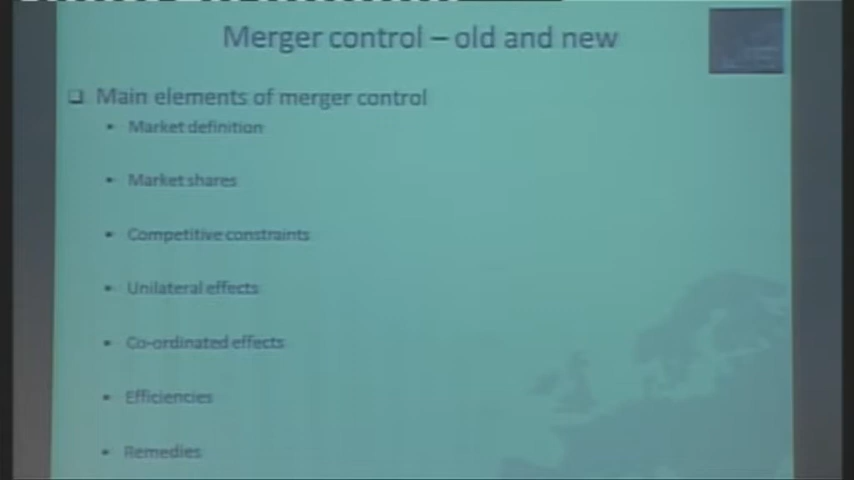 Merger control – old and new
❑ Main elements of merger control
• Market definition
• Market shares
• Competitive constraints
• Unilateral effects
• Co-ordinated effects
• Efficiencies
• Remedies